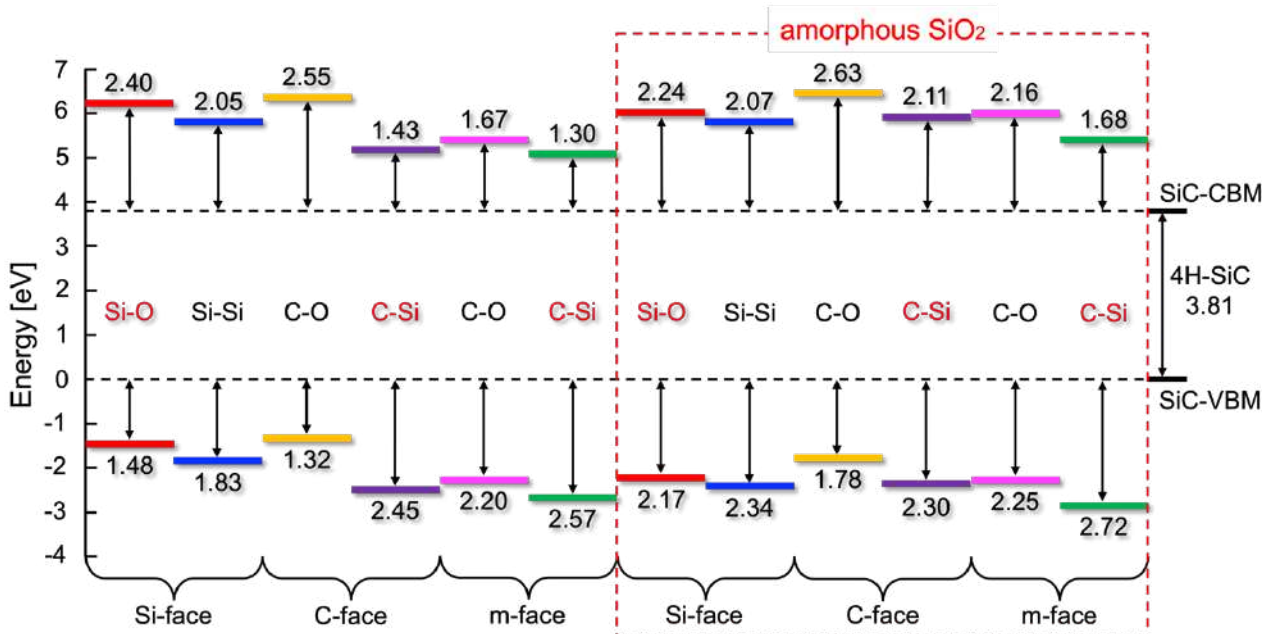 amorphous SiO₂
7
6
5
4
3
2
1
0
-1
-2
-3
-4
Energy [eV]
2.40 2.05 2.55 1.43 1.67 1.30 2.24 2.07 2.63 2.11 2.16 1.68
SiC-CBM
4H-SiC
3.81
Si-O Si-Si C-O C-Si C-O C-Si Si-O Si-Si C-O C-Si C-O C-Si
SiC-VBM
1.48 1.83 1.32 2.45 2.20 2.57 2.17 2.34 1.78 2.30 2.25 2.72
Si-face C-face m-face Si-face C-face m-face